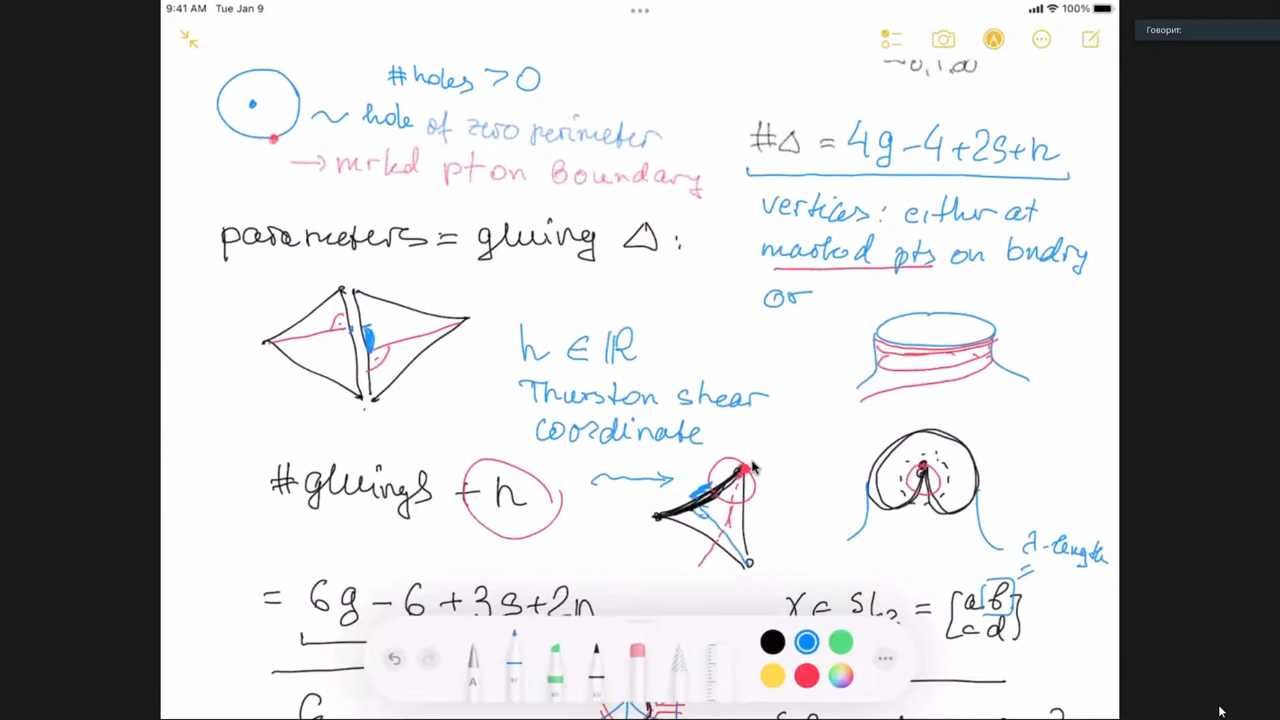 9:41 AM Tue Jan 9
100%
Говорит:
#holes > 0
~ hole of zero perimeter
→ mrkd pt on Boundary
#Δ = 4g - 4 + 2s + n
vertices: either at
marked pts on bndry
or
parameters = gluing Δ:
h ∈ ℝ
Thurston shear
coordinate
#gluings + n
λ-length
= 6g - 6 + 3s + 2n
= [a b
c d]
A